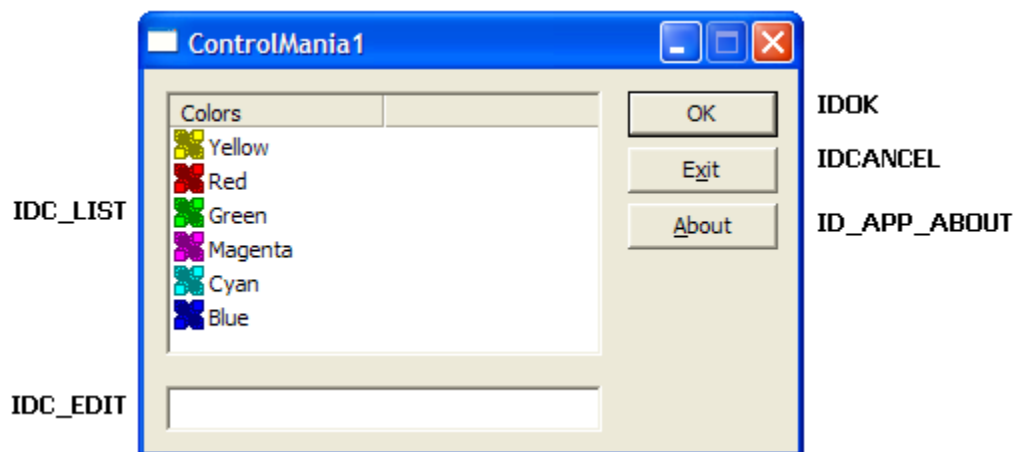 ControlMania1
Colors
Yellow
Red
Green
Magenta
Cyan
Blue
OK
Exit
About
IDOK
IDCANCEL
ID_APP_ABOUT
IDC_LIST
IDC_EDIT